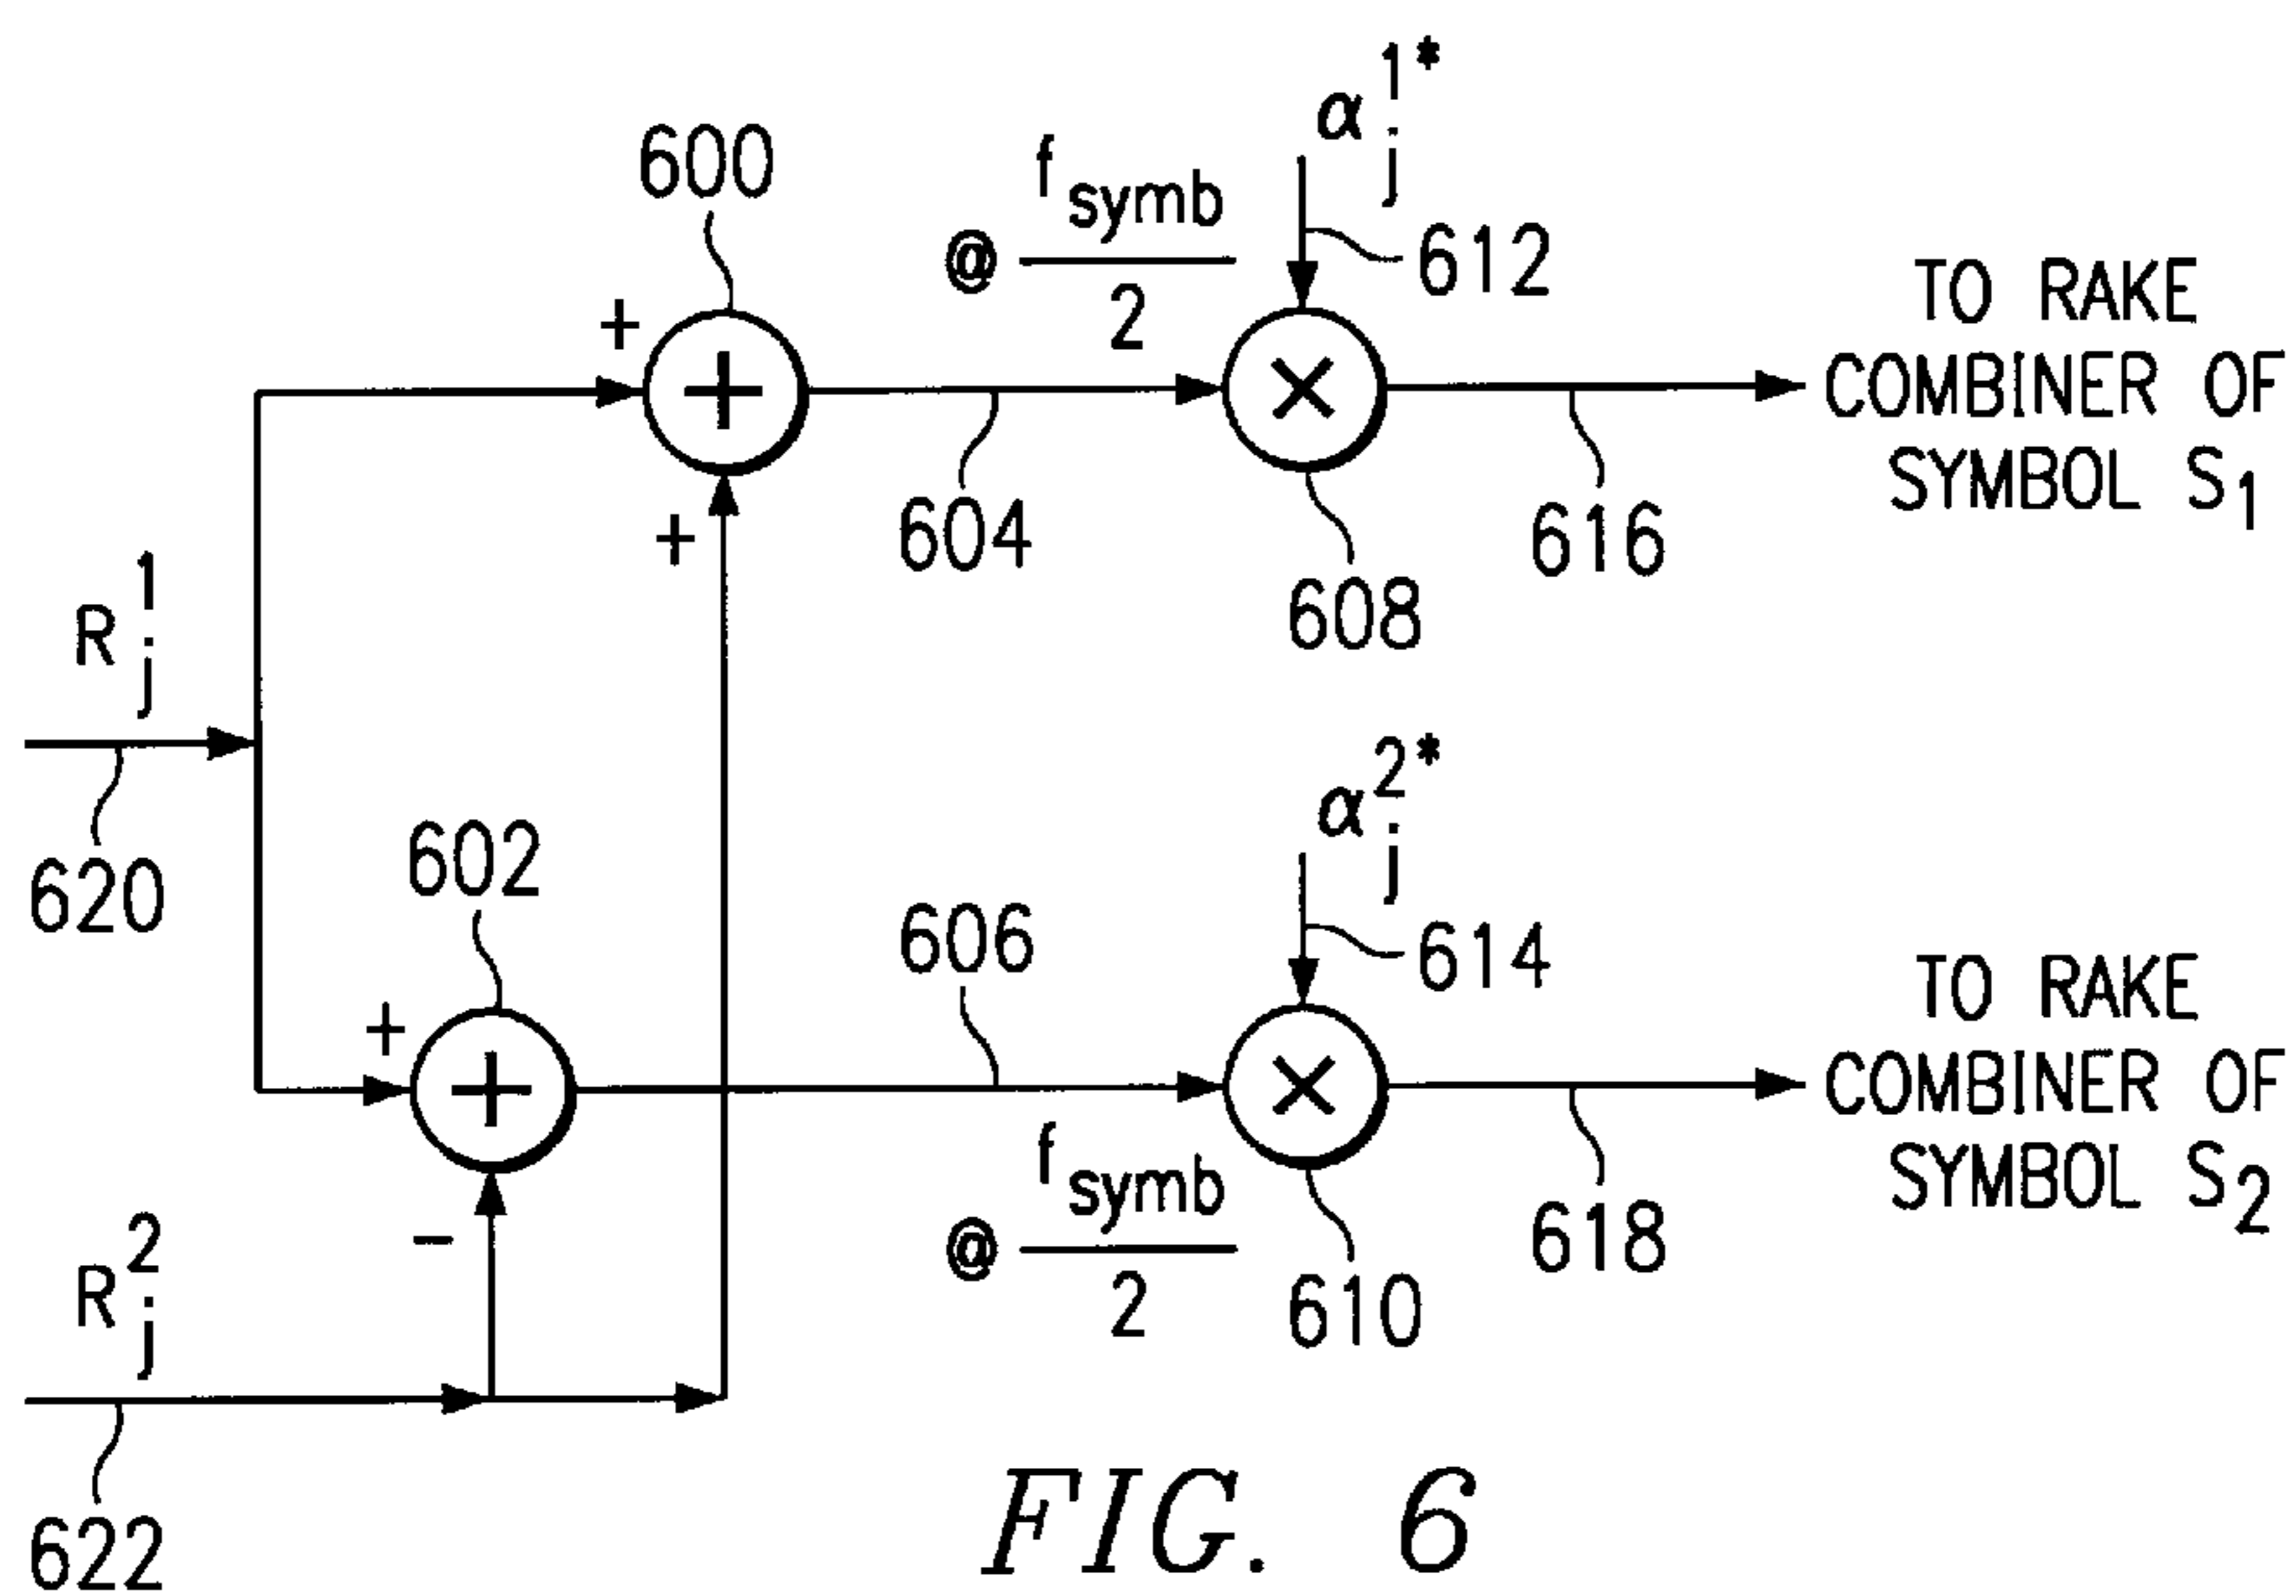 α_j^1*
600
f_symb
@ ―
2
612
TO RAKE
COMBINER OF
SYMBOL S_1
+
+
×
+
604
616
608
R_j^1
620
α_j^2*
602
606
614
TO RAKE
COMBINER OF
SYMBOL S_2
+
+
×
−
f_symb
@ ―
2
618
610
R_j^2
622
FIG. 6